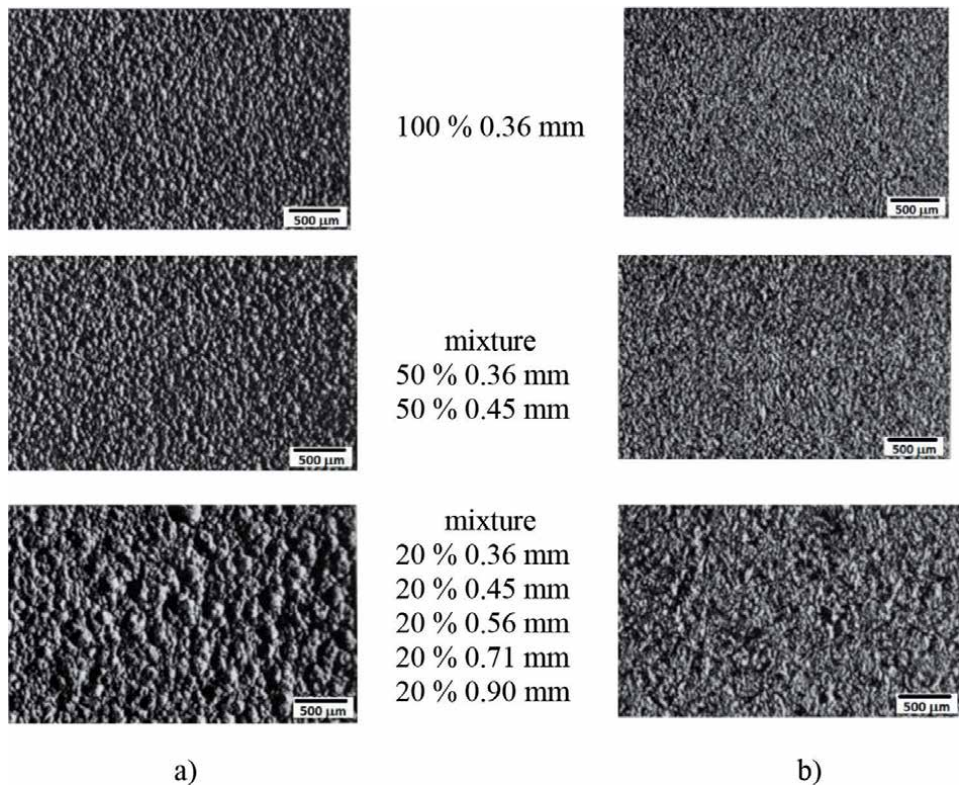 500 µm
100 % 0.36 mm
500 µm
500 µm
mixture
50 % 0.36 mm
50 % 0.45 mm
500 µm
500 µm
mixture
20 % 0.36 mm
20 % 0.45 mm
20 % 0.56 mm
20 % 0.71 mm
20 % 0.90 mm
500 µm
a)
b)